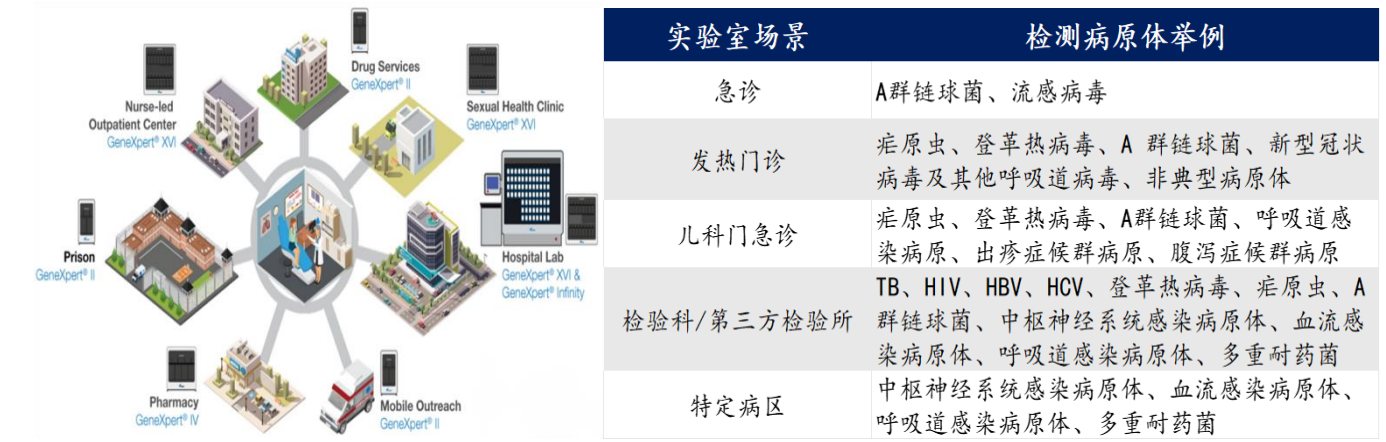 Drug Services
GeneXpert® II
Nurse-led
Outpatient Center
GeneXpert® XVI
Sexual Health Clinic
GeneXpert® XVI
Prison
GeneXpert® II
Hospital Lab
GeneXpert® XVI &
GeneXpert® Infinity
Pharmacy
GeneXpert® IV
Mobile Outreach
GeneXpert® II
实验室场景 检测病原体举例
急诊 A群链球菌、流感病毒
发热门诊 疟原虫、登革热病毒、A 群链球菌、新型冠状
病毒及其他呼吸道病毒、非典型病原体
儿科门急诊 疟原虫、登革热病毒、A群链球菌、呼吸道感
染病原、出疹症候群病原、腹泻症候群病原
检验科/第三方检验所 TB、HIV、HBV、HCV、登革热病毒、疟原虫、A
群链球菌、中枢神经系统感染病原体、血流感
染病原体、呼吸道感染病原体、多重耐药菌
特定病区 中枢神经系统感染病原体、血流感染病原体、
呼吸道感染病原体、多重耐药菌